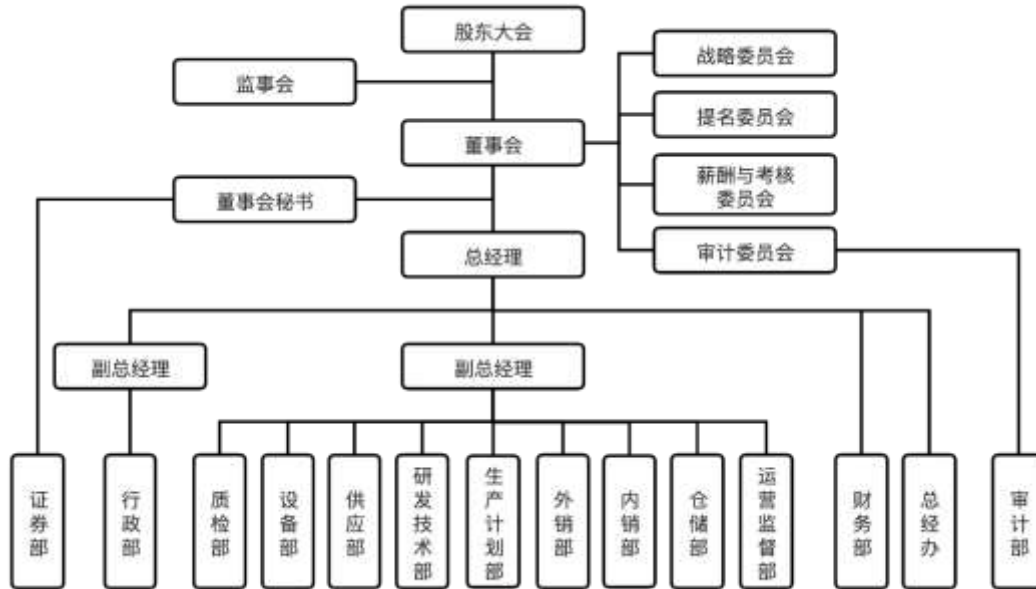 股东大会
战略委员会
监事会
提名委员会
董事会
薪酬与考核
委员会
董事会秘书
审计委员会
总经理
副总经理
副总经理
证券部
行政部
质检部
设备部
供应部
研发技术部
生产计划部
外销部
内销部
仓储部
运营监督部
财务部
总经办
审计部